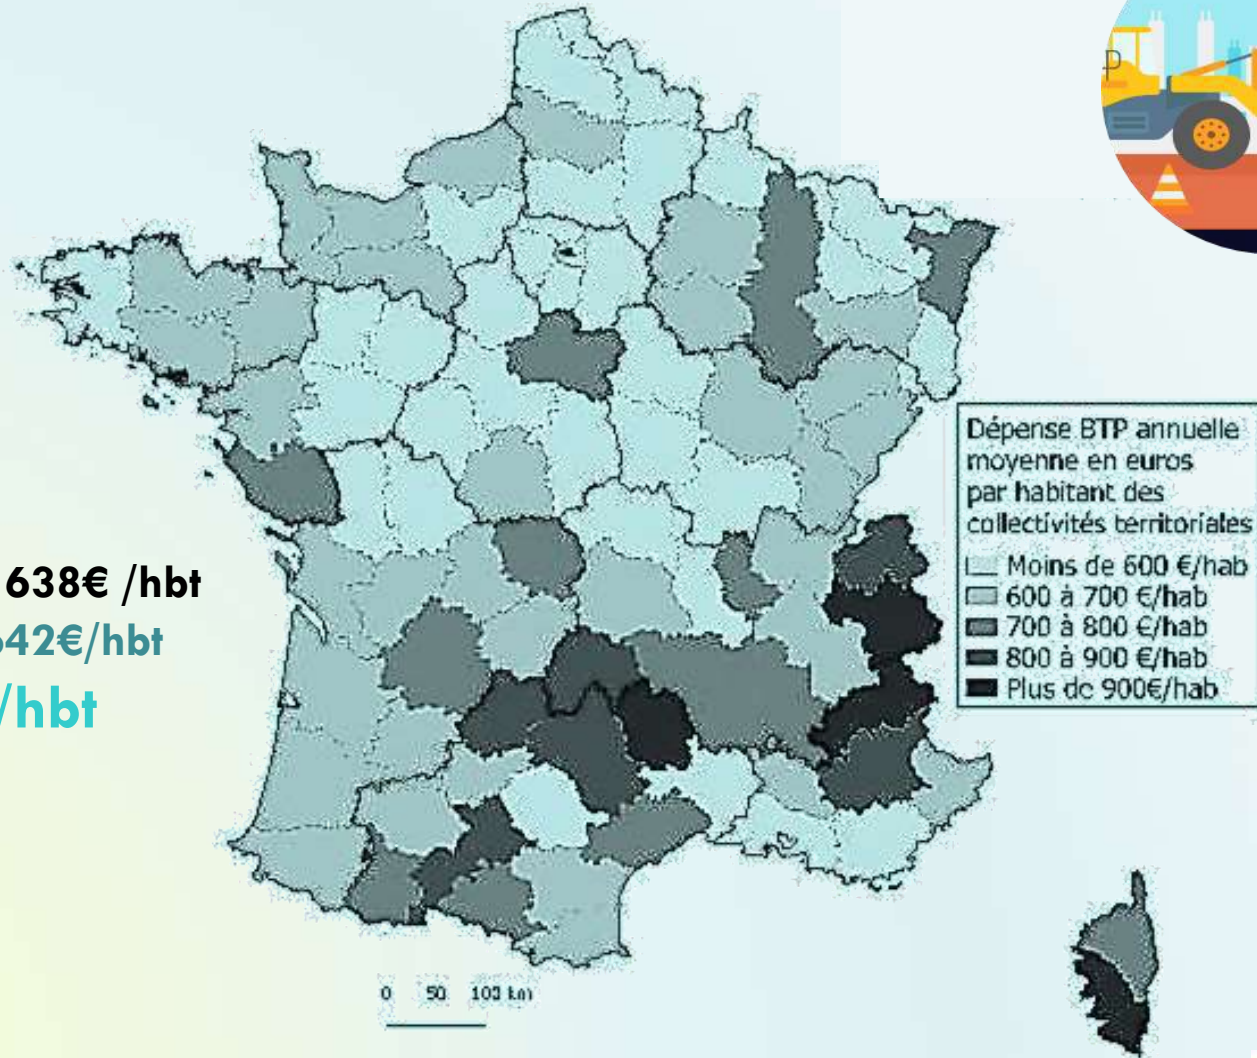 P
638€ /hbt
642€/hbt
/hbt
Dépense BTP annuelle
moyenne en euros
par habitant des
collectivités territoriales
Moins de 600 €/hab
600 à 700 €/hab
700 à 800 €/hab
800 à 900 €/hab
Plus de 900€/hab
0 50 100 km